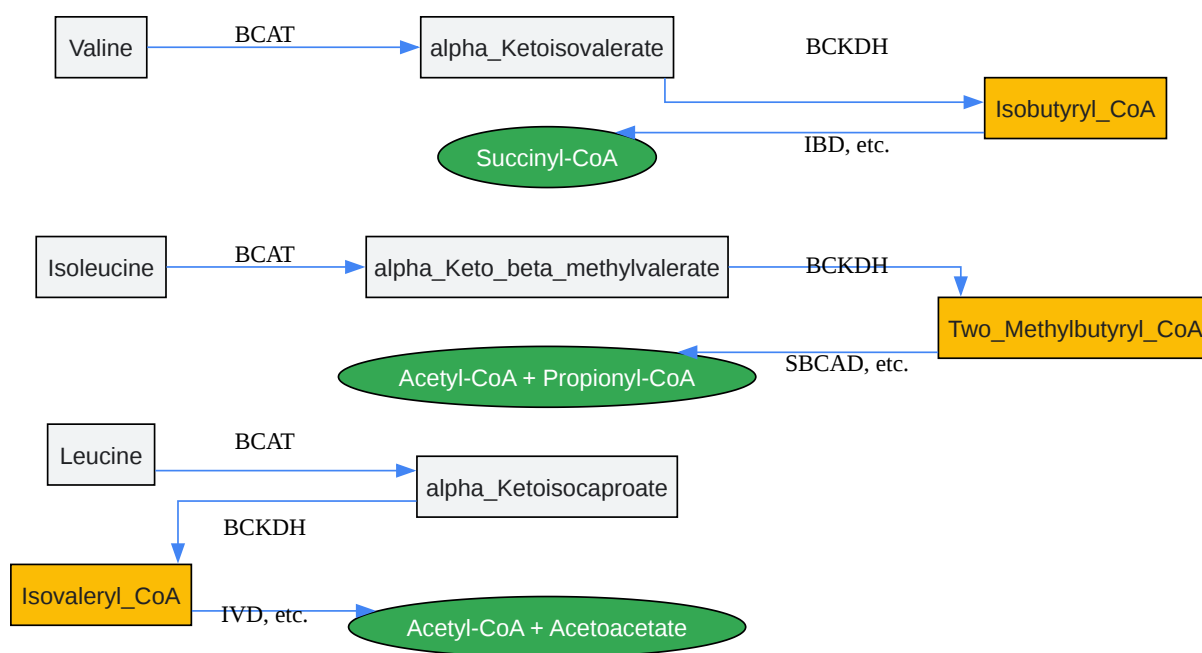 Valine
BCAT
alpha_Ketoisovalerate
BCKDH
Isobutyryl_CoA
IBD, etc.
Succinyl-CoA
Isoleucine
BCAT
alpha_Keto_beta_methylvalerate
BCKDH
Two_Methylbutyryl_CoA
SBCAD, etc.
Acetyl-CoA + Propionyl-CoA
Leucine
BCAT
alpha_Ketoisocaproate
BCKDH
Isovaleryl_CoA
IVD, etc.
Acetyl-CoA + Acetoacetate